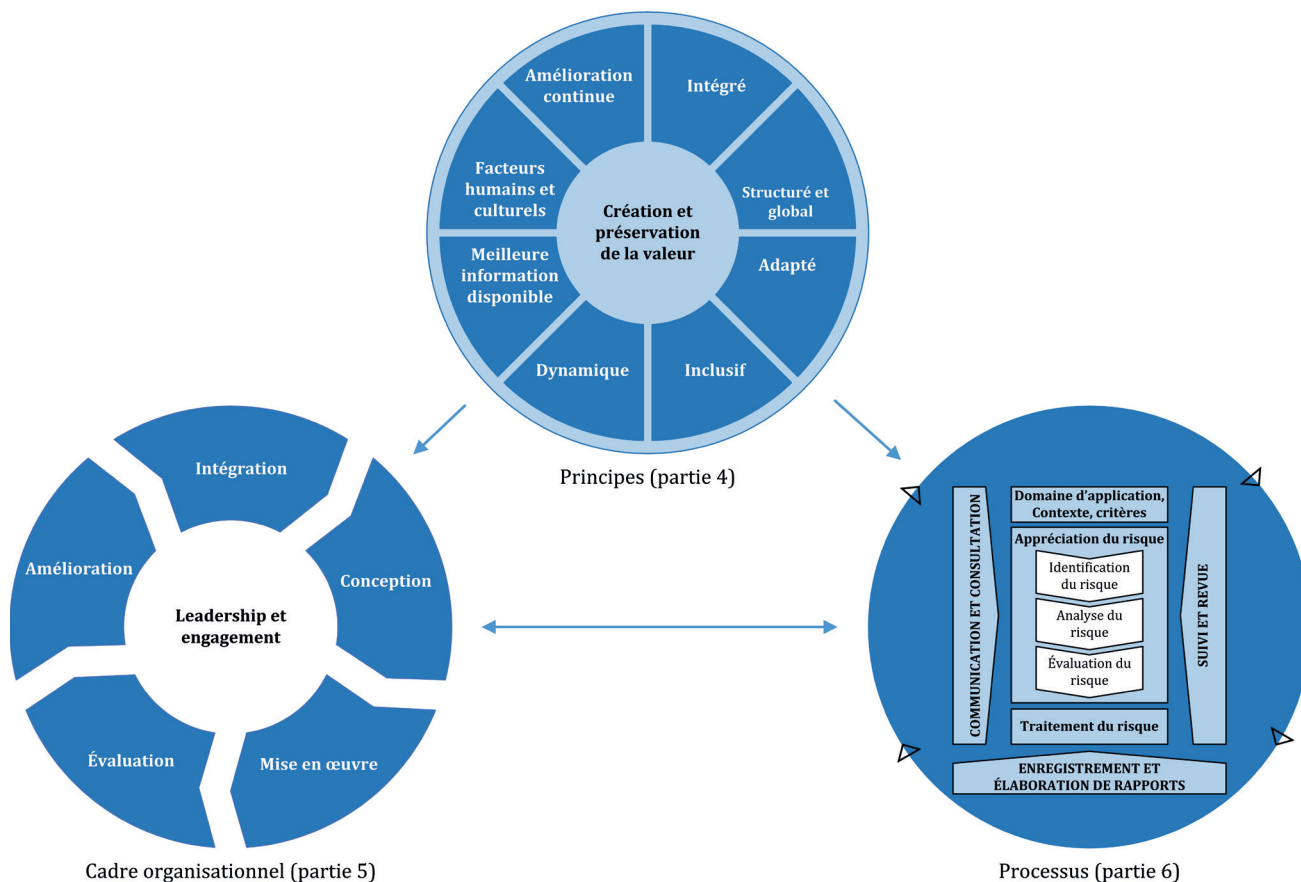 Amélioration
continue
Intégré
Facteurs
humains et
culturels
Structuré et
global
Création et
préservation
de la valeur
Meilleure
information
disponible
Adapté
Dynamique
Inclusif
Principes (partie 4)
Intégration
Amélioration
Conception
Leadership et
engagement
Évaluation
Mise en œuvre
Cadre organisationnel (partie 5)
COMMUNICATION ET CONSULTATION
Domaine d’application,
Contexte, critères
Appréciation du risque
Identification
du risque
Analyse du
risque
Évaluation du
risque
Traitement du risque
SUIVI ET REVUE
ENREGISTREMENT ET
ÉLABORATION DE RAPPORTS
Processus (partie 6)